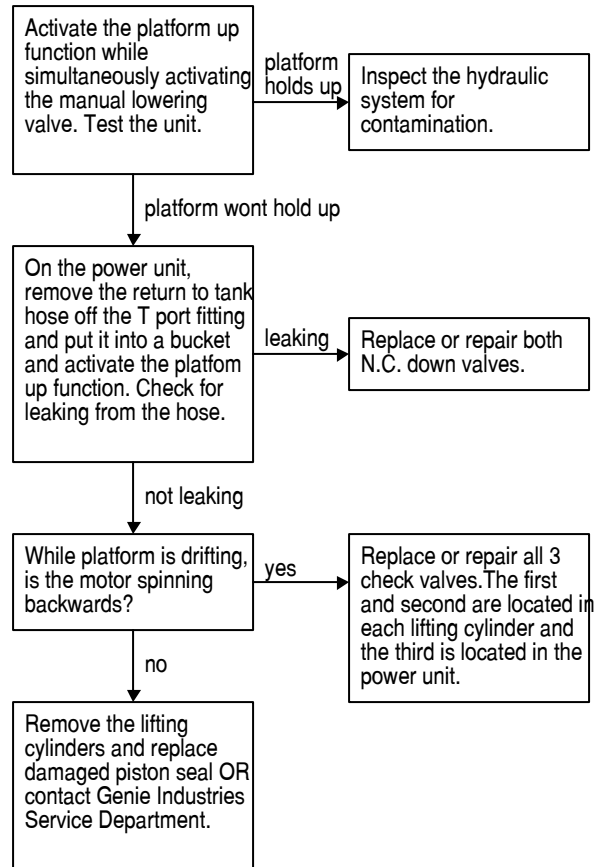 Activate the platform up
function while
simultaneously activating
the manual lowering
valve. Test the unit.
platform
holds up
Inspect the hydraulic
system for
contamination.
platform wont hold up
On the power unit,
remove the return to tank
hose off the T port fitting
and put it into a bucket
and activate the platfom
up function. Check for
leaking from the hose.
leaking
Replace or repair both
N.C. down valves.
not leaking
While platform is drifting,
is the motor spinning
backwards?
yes
Replace or repair all 3
check valves.The first
and second are located in
each lifting cylinder and
the third is located in the
power unit.
no
Remove the lifting
cylinders and replace
damaged piston seal OR
contact Genie Industries
Service Department.